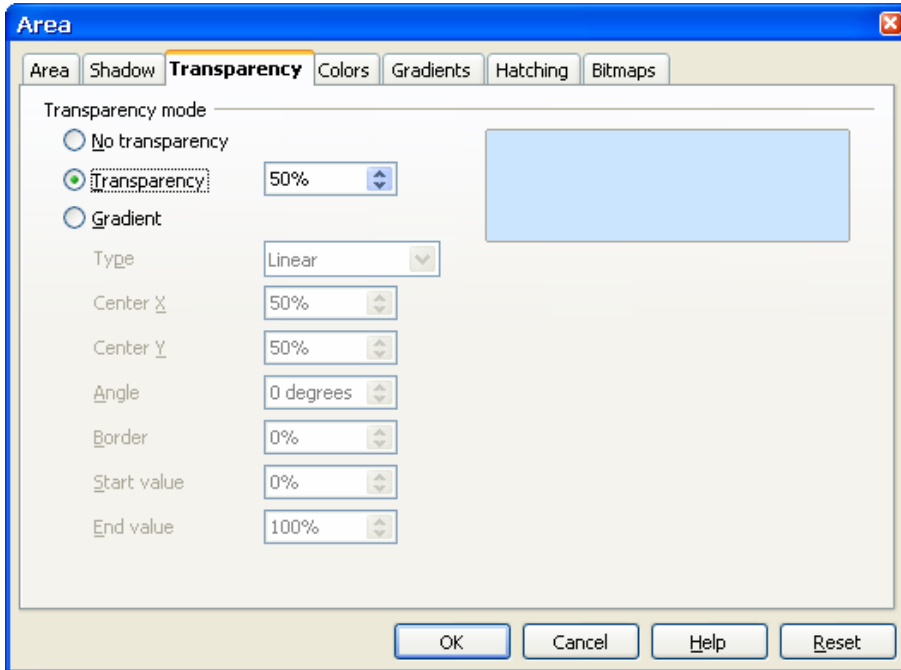 Area
Area Shadow Transparency Colors Gradients Hatching Bitmaps
Transparency mode
No transparency
Transparency 50%
Gradient
Type Linear
Center X 50%
Center Y 50%
Angle 0 degrees
Border 0%
Start value 0%
End value 100%
OK Cancel Help Reset